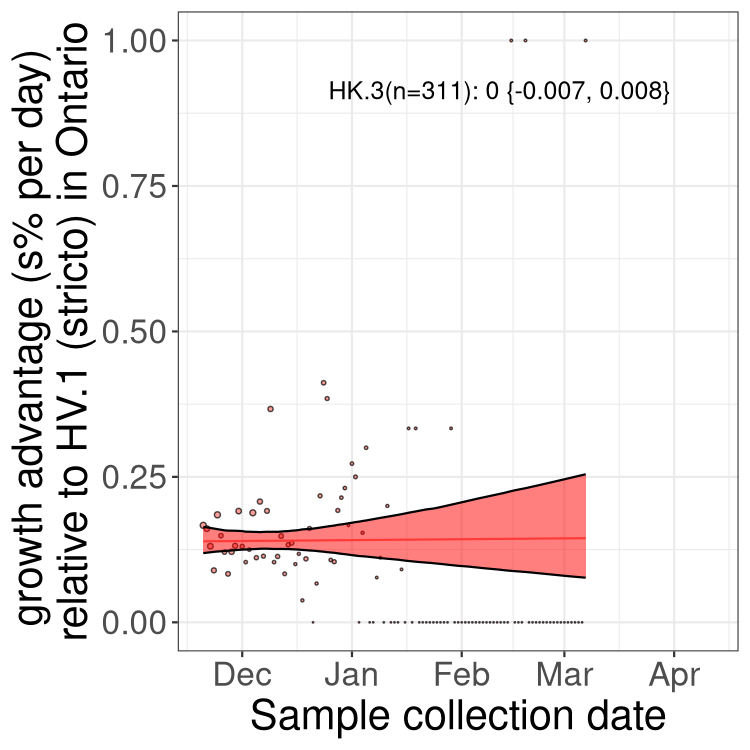 growth advantage (s% per day)
relative to HV.1 (stricto) in Ontario
1.00
0.75
0.50
0.25
0.00
HK.3(n=311): 0 {-0.007, 0.008}
Dec Jan Feb Mar Apr
Sample collection date